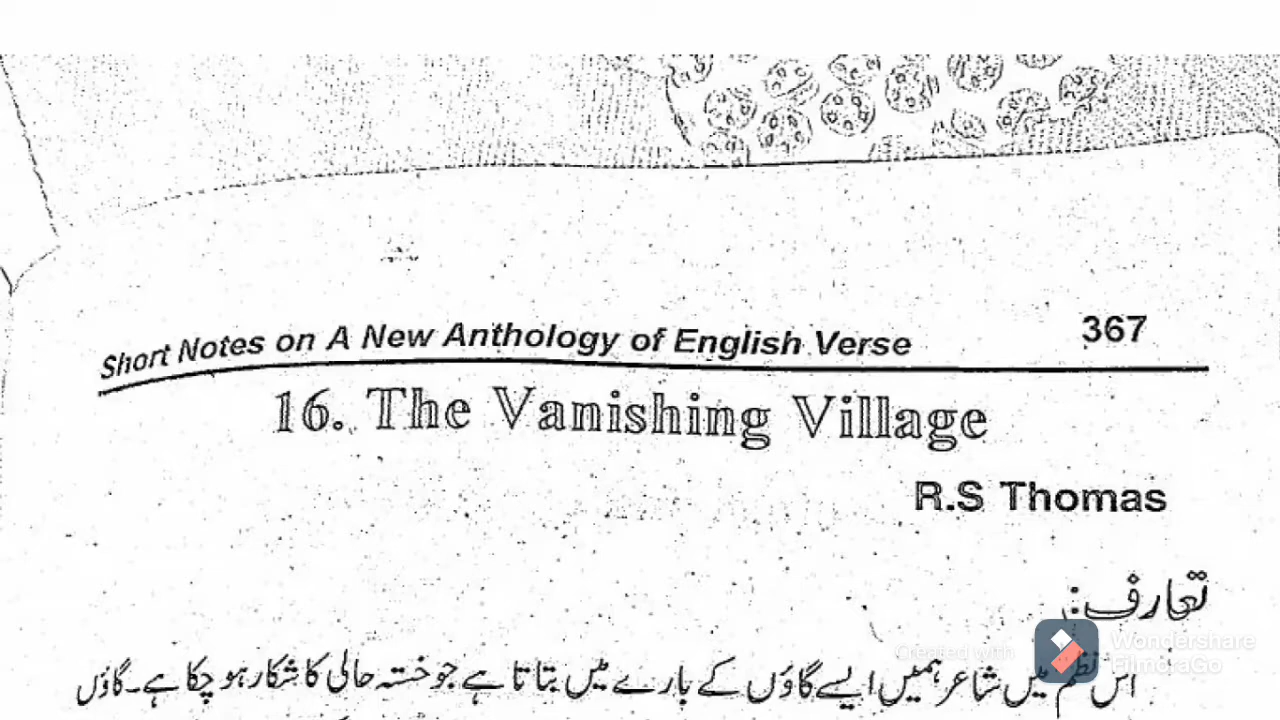 Short Notes on A New Anthology of English Verse 367
16. The Vanishing Village
R.S Thomas
تعارف:
Created with Wondershare FilmoraGo
اس نظم میں شاعر ہمیں ایسے گاؤں کے بارے میں بتاتا ہے جو خستہ حالی کا شکار ہو چکا ہے۔ گاؤں